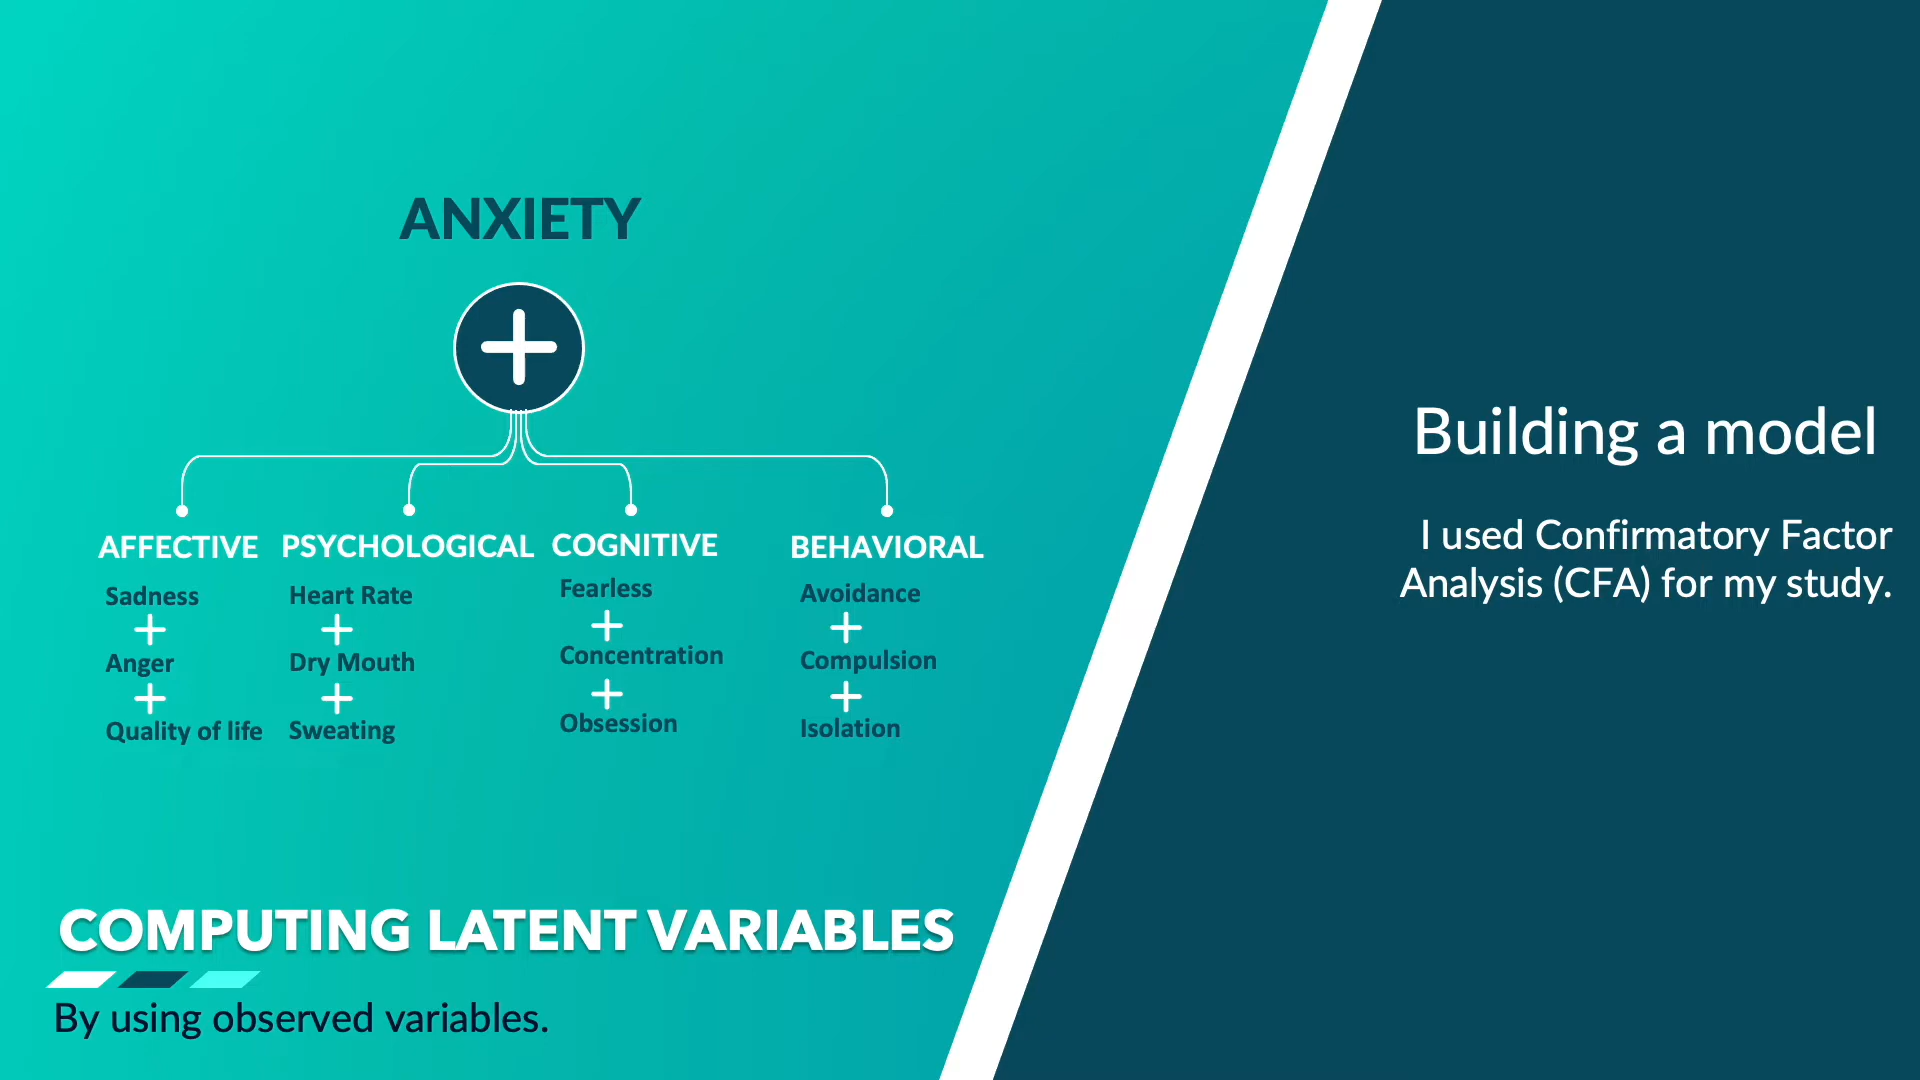 ANXIETY
AFFECTIVE
Sadness
Anger
Quality of life
PSYCHOLOGICAL
Heart Rate
Dry Mouth
Sweating
COGNITIVE
Fearless
Concentration
Obsession
BEHAVIORAL
Avoidance
Compulsion
Isolation
COMPUTING LATENT VARIABLES
By using observed variables.
Building a model
I used Confirmatory Factor
Analysis (CFA) for my study.